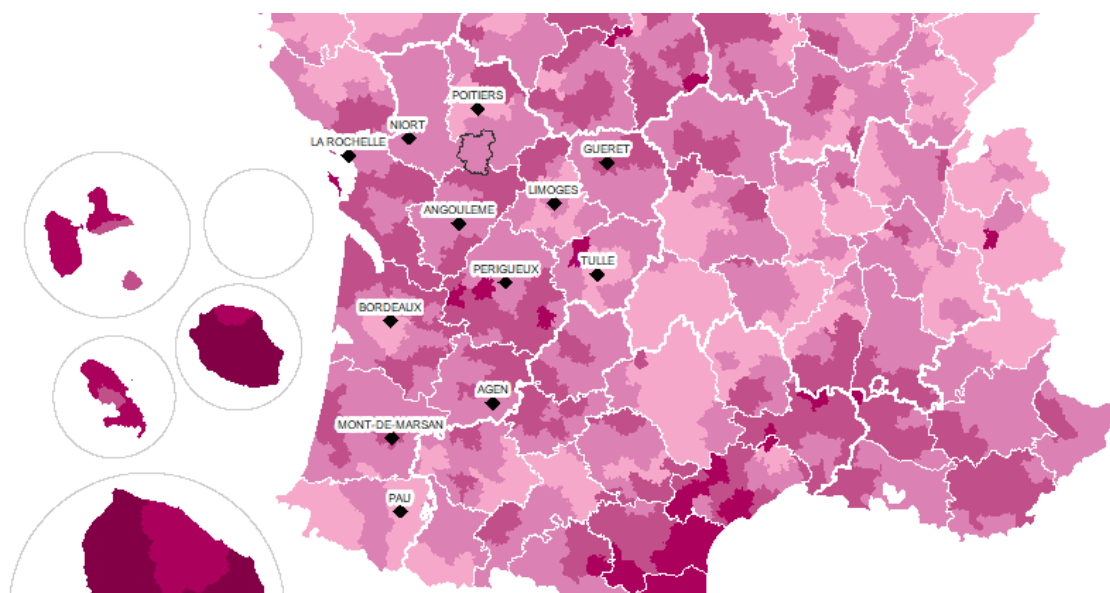 POITIERS
NIORT
LA ROCHELLE
GUERET
LIMOGES
ANGOULEME
TULLE
PERIGUEUX
BORDEAUX
AGEN
MONT-DE-MARSAN
PAU